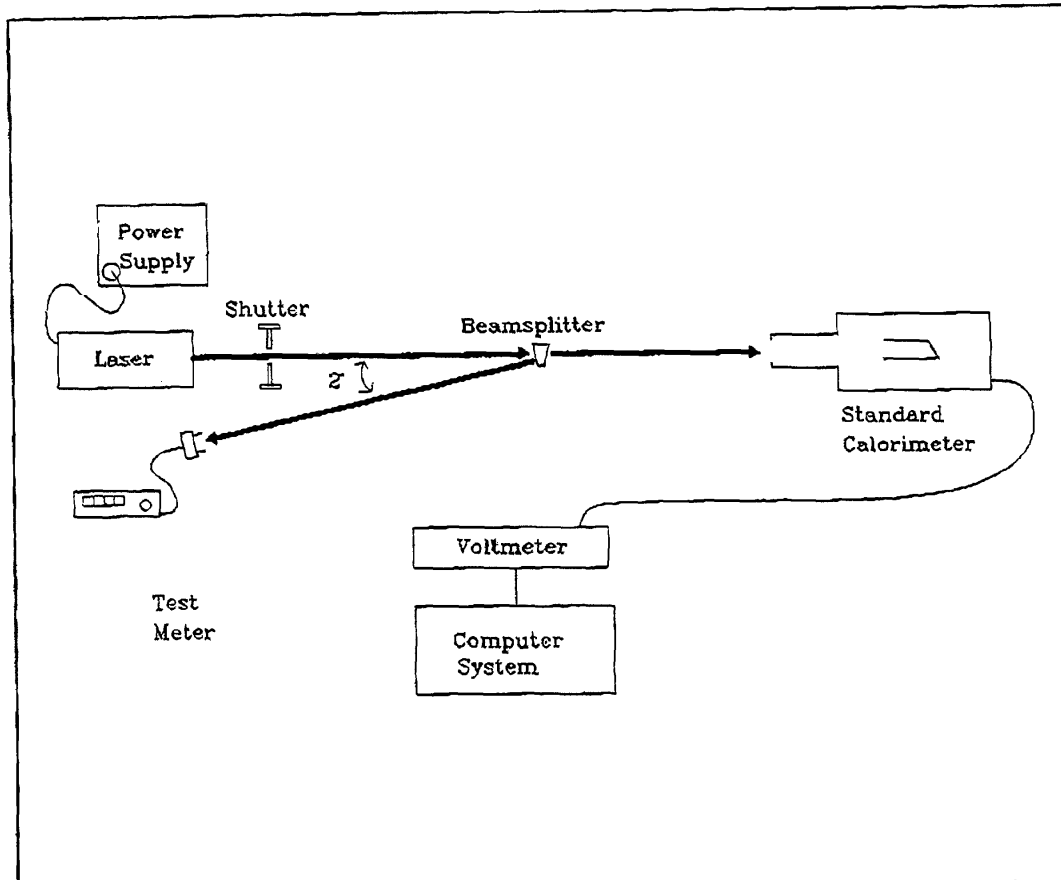 Power
Supply
Shutter
Beamsplitter
Laser
2°
Standard
Calorimeter
Voltmeter
Test
Meter
Computer
System